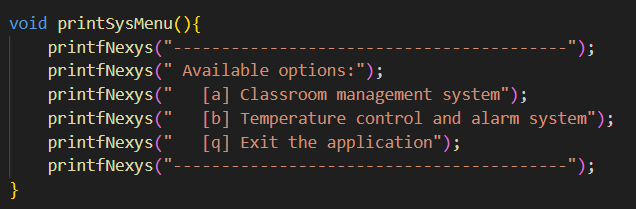 void printSysMenu(){
    printfNexys("-----------------------------------------");
    printfNexys(" Available options:");
    printfNexys("   [a] Classroom management system");
    printfNexys("   [b] Temperature control and alarm system");
    printfNexys("   [q] Exit the application");
    printfNexys("-----------------------------------------");
}